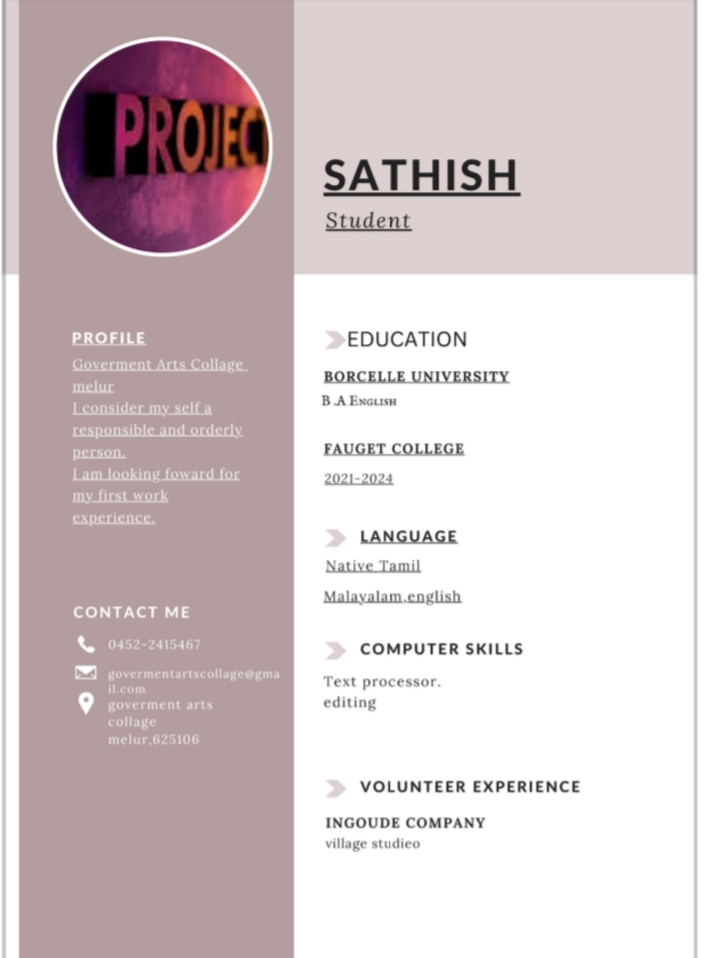 PROJEC
SATHISH
Student
PROFILE
Goverment Arts Collage
melur
I consider my self a
responsible and orderly
person.
I am looking foward for
my first work
experience.
CONTACT ME
0452-2415467
govermentartscollage@gma
il.com
goverment arts
collage
melur,625106
EDUCATION
BORCELLE UNIVERSITY
B .A English
FAUGET COLLEGE
2021-2024
LANGUAGE
Native Tamil
Malayalam,english
COMPUTER SKILLS
Text processor.
editing
VOLUNTEER EXPERIENCE
INGOUDE COMPANY
village studieo